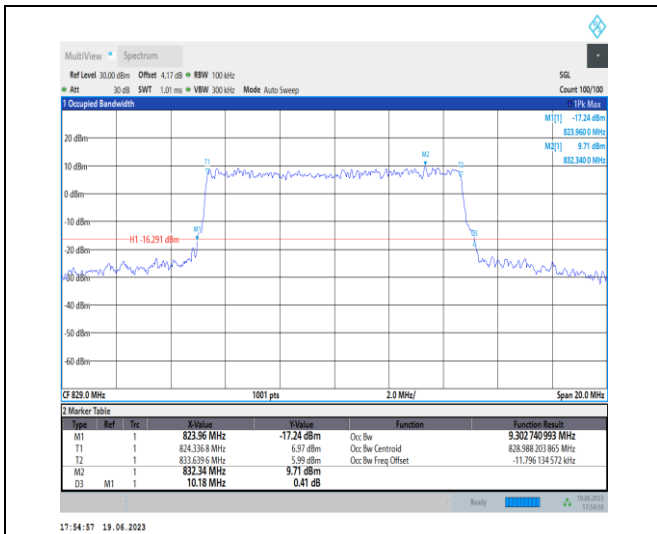 MultiView Spectrum
Ref Level 30.00 dBm Offset 4.17 dB RBW 100 kHz SGL
Att 30 dB SWT 1.01 ms VBW 300 kHz Mode Auto Sweep Count 100/100
1 Occupied Bandwidth 1Pk Max
M1[1] -17.24 dBm
823.960 0 MHz
20 dBm
M2[1] 9.71 dBm
832.340 0 MHz
T1 M2 T2
10 dBm
0 dBm
-10 dBm
M1
D3
H1 -16.291 dBm
-20 dBm
-30 dBm
-40 dBm
-50 dBm
-60 dBm
CF 829.0 MHz 1001 pts 2.0 MHz/ Span 20.0 MHz
2 Marker Table
Type Ref Trc X-Value Y-Value Function Function Result
M1 1 823.96 MHz -17.24 dBm Occ Bw 9.302 740 993 MHz
T1 1 824.336 8 MHz 6.97 dBm Occ Bw Centroid 828.988 203 865 MHz
T2 1 833.639 6 MHz 5.99 dBm Occ Bw Freq Offset -11.796 134 572 kHz
M2 1 832.34 MHz 9.71 dBm
D3 M1 1 10.18 MHz 0.41 dB
Ready 19.06.2023
17:54:56
17:54:57 19.06.2023